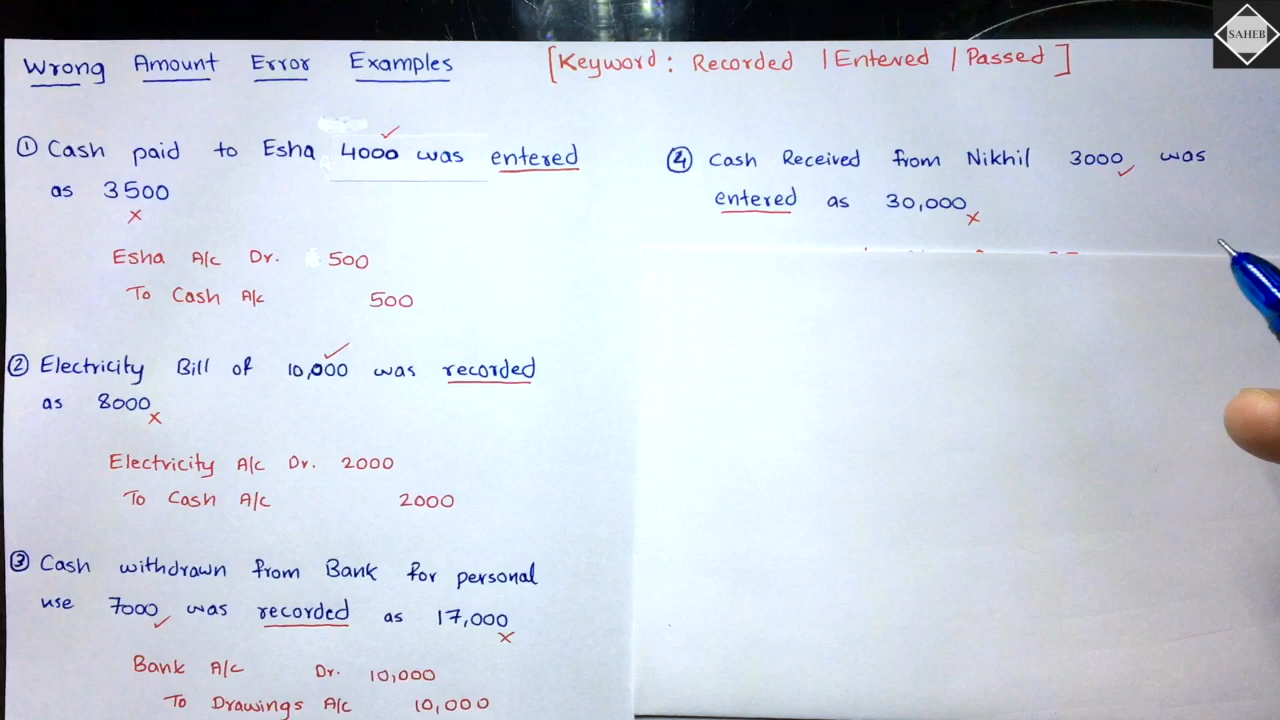 SAHEB
Wrong Amount Error Examples [Keyword: Recorded | Entered | Passed]
① Cash paid to Esha 4000 was entered
as 3500
Esha A/c Dr. 500
To Cash A/c 500
② Electricity Bill of 10,000 was recorded
as 8000
Electricity A/c Dr. 2000
To Cash A/c 2000
③ Cash withdrawn from Bank for personal
use 7000 was recorded as 17,000
Bank A/c Dr. 10,000
To Drawings A/c 10,000
④ Cash Received from Nikhil 3000 was
entered as 30,000